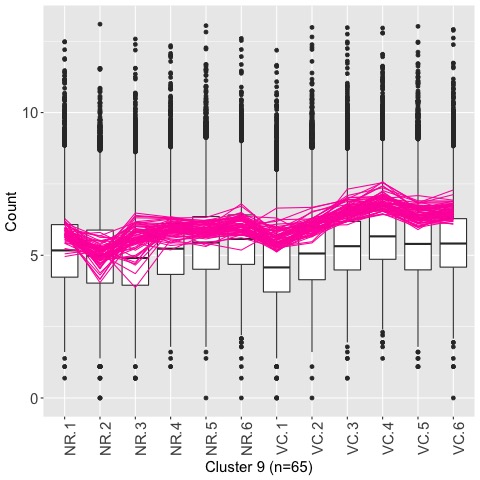 10
5
0
Count
NR.1
NR.2
NR.3
NR.4
NR.5
NR.6
VC.1
VC.2
VC.3
VC.4
VC.5
VC.6
Cluster 9 (n=65)